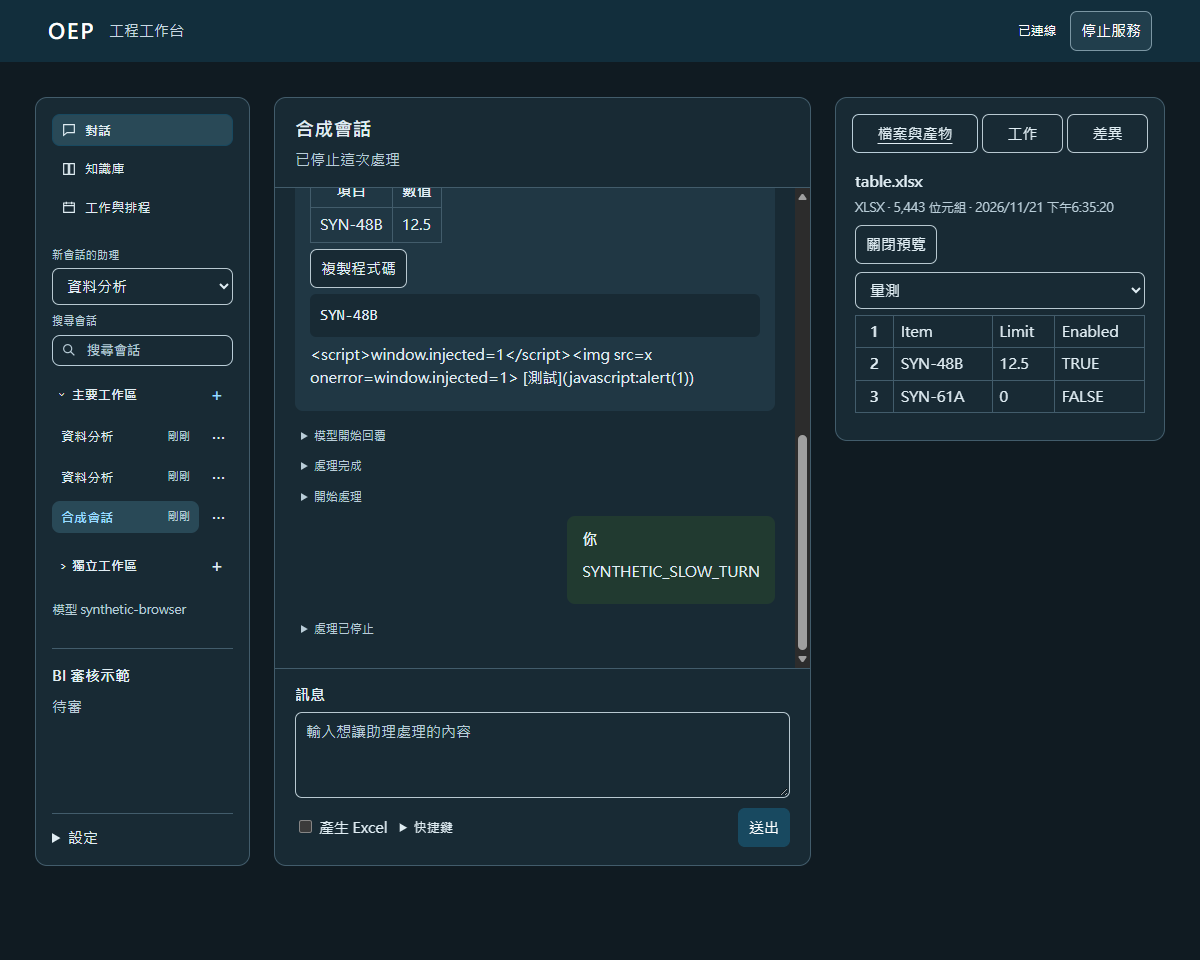 OEP 工程工作台
已連線 停止服務
對話
知識庫
工作與排程
新會話的助理
資料分析
搜尋會話
搜尋會話
主要工作區 +
資料分析 剛剛 ...
資料分析 剛剛 ...
合成會話 剛剛 ...
獨立工作區 +
模型 synthetic-browser
BI 審核示範
待審
設定
合成會話
已停止這次處理
項目 數值
SYN-48B 12.5
複製程式碼
SYN-48B
<script>window.injected=1</script><img src=x
onerror=window.injected=1> [測試](javascript:alert(1))
模型開始回覆
處理完成
開始處理
你
SYNTHETIC_SLOW_TURN
處理已停止
訊息
輸入想讓助理處理的內容
產生 Excel 快捷鍵
送出
檔案與產物 工作 差異
table.xlsx
XLSX · 5,443 位元組 · 2026/11/21 下午6:35:20
關閉預覽
量測
1 Item Limit Enabled
2 SYN-48B 12.5 TRUE
3 SYN-61A 0 FALSE